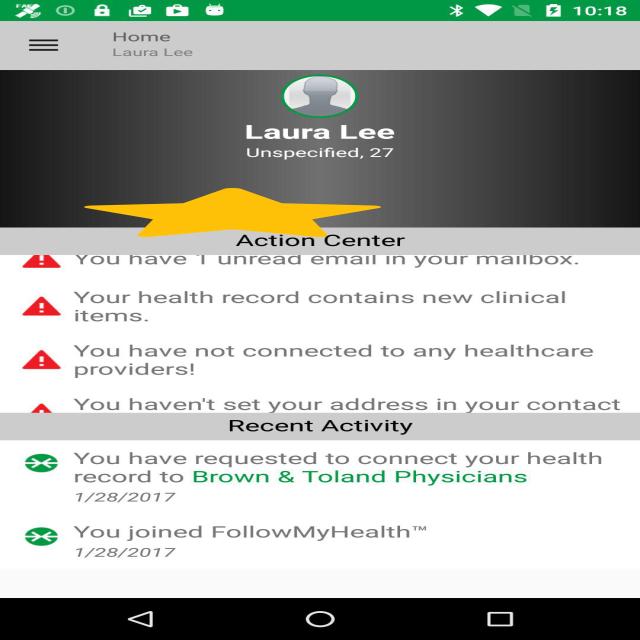 10:18
Home
Laura Lee
Laura Lee
Unspecified, 27
Action Center
You have 1 unread email in your mailbox.
Your health record contains new clinical
items.
You have not connected to any healthcare
providers!
You haven't set your address in your contact
Recent Activity
You have requested to connect your health
record to Brown & Toland Physicians
1/28/2017
You joined FollowMyHealth™
1/28/2017